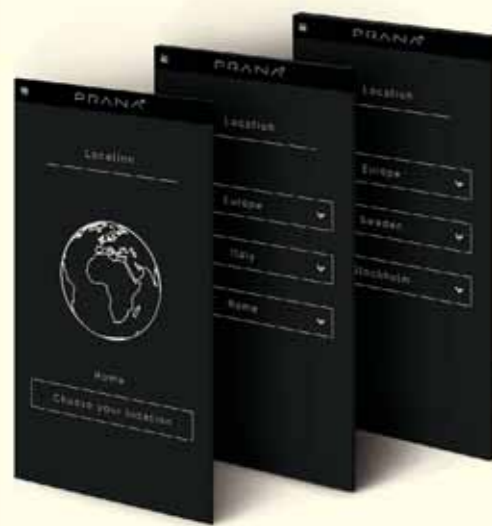 PRANA
Location
Home
Choose your location
PRANA
Location
Europe
Italy
Rome
PRANA
Location
Europe
Sweden
Stockholm